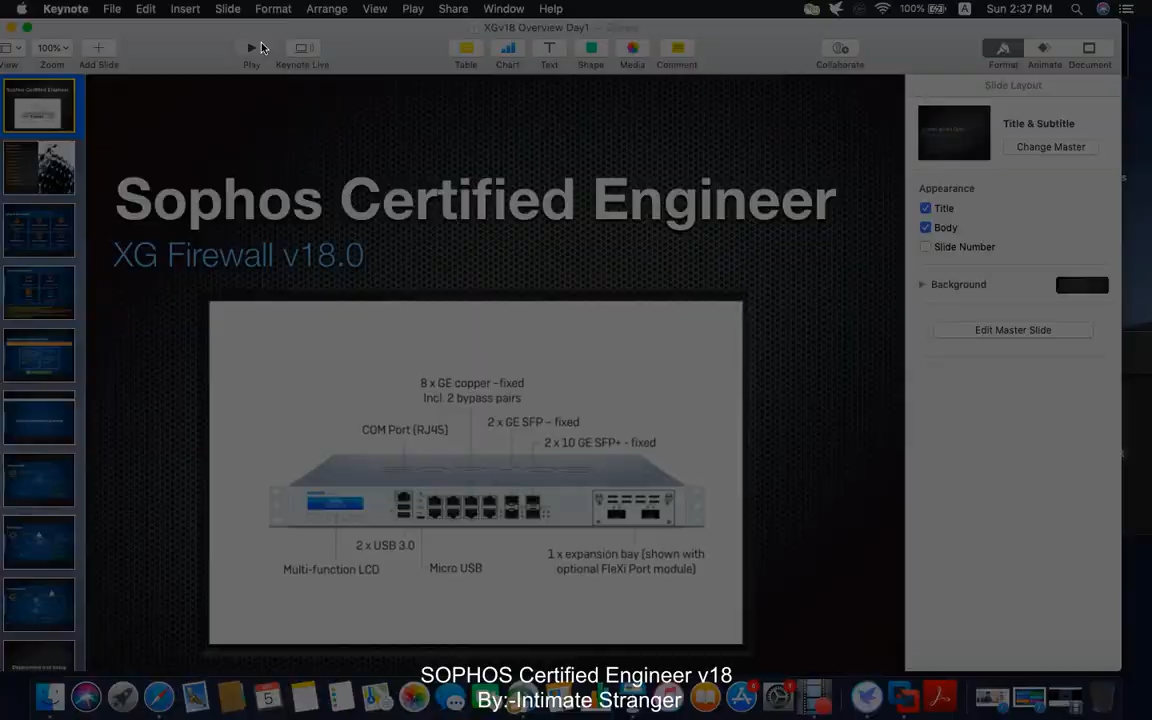 Keynote File Edit Insert Slide Format Arrange View Play Share Window Help 100% A Sun 2:37 PM
XGv18 Overview Day1
100%
View Zoom Add Slide Play Keynote Live Table Chart Text Shape Media Comment Collaborate Format Animate Document
Slide Layout
Sophos Certified Engineer
Title & Subtitle
Change Master
Sophos Certified Engineer
XG Firewall v18.0
Appearance
Title
Body
Slide Number
Background
Edit Master Slide
8 x GE copper -fixed
Incl. 2 bypass pairs
COM Port (RJ45)
2 x GE SFP - fixed
2 x 10 GE SFP+ - fixed
2 x USB 3.0
Multi-function LCD
Micro USB
1 x expansion bay (shown with
optional FleXi Port module)
SOPHOS Certified Engineer v18
By:-Intimate Stranger